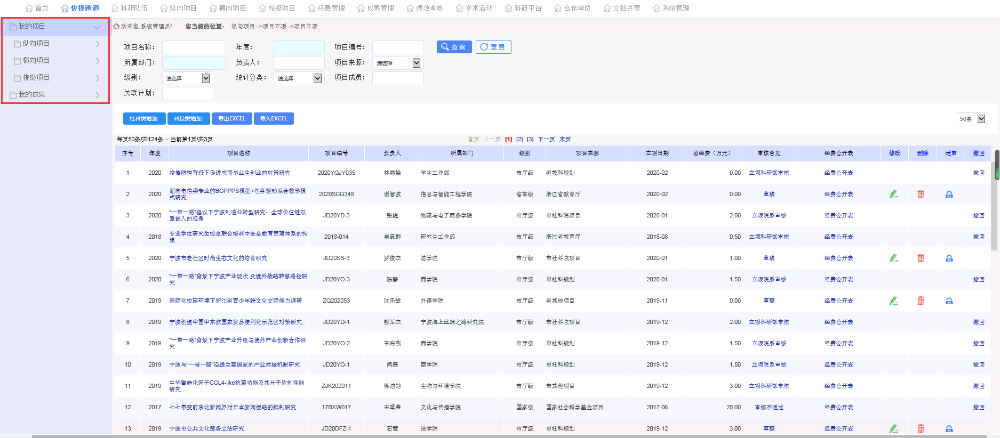 首页 快捷通道 科研队伍 纵向项目 横向项目 校级项目 经费管理 成果管理 绩效考核 学术活动 科研平台 合作单位 文档共享 系统管理
我的项目
纵向项目
横向项目
校级项目
我的成果
欢迎您,系统管理员! 您当前的位置： 纵向项目-->项目立项-->项目立项
项目名称： 年度： 项目编号： 查询 重置
所属部门： 负责人： 项目来源： 请选择
级别： 请选择 统计分类： 请选择 项目成员：
关联计划：
社科类增加 科技类增加 导出EXCEL 导入EXCEL 50条
每页50条/共124条 -- 当前第1页/共3页 首页 上一页 [1] [2] [3] 下一页 末页
序号 年度 项目名称 项目编号 负责人 所属部门 级别 项目来源 立项日期 总经费（万元） 审核意见 经费公开表 修改 删除 送审 撤回
1 2020 疫情防控背景下促进应届毕业生创业的对策研究 2020YQJY035 林德操 学生工作部 市厅级 省教科规划 2020-02 0.00 立项科研部审核 经费公开表 撤回
2 2020 面向电信类专业的BOPPPS模型+任务驱动混合教学模式研究 2020SCG348 谢智波 信息与智能工程学院 省部级 浙江省教育厅 2020-02 0.00 草稿 经费公开表
3 2020 “一带一路”倡议下宁波制造业转型研究：全球价值链双重嵌入的视角 JD20YD-3 张巍 物流与电子商务学院 市厅级 市社科院项目 2020-01 2.00 立项院系审核 经费公开表 撤回
4 2018 专业学位研究生校企联合培养中安全教育管理体系的构建 2018-014 崔彦群 研究生工作部 市厅级 浙江省教育厅 2018-08 0.50 立项科研部审核 经费公开表 撤回
5 2020 宁波市老社区时尚生态文化的培育研究 JD20SS-3 罗俊杰 法学院 市厅级 市社科院项目 2020-01 1.00 草稿 经费公开表
6 2020 “一带一路”背景下宁波产业现状 及境外战略转移路径研究 JD20YO-3 陈静 商学院 市厅级 市社科规划 2020-01 1.50 立项院系审核 经费公开表 撤回
7 2019 国际化校园环境下浙江省青少年跨文化交际能力调研 ZQ202053 沈乐敏 外语学院 市厅级 省其他项目 2019-11 0.00 草稿 经费公开表
8 2019 宁波创建中国中东欧国家贸易便利化示范区对策研究 JD20YD-1 殷军杰 宁波海上丝绸之路研究院 市厅级 市社科院项目 2019-12 2.00 立项科研部审核 经费公开表 撤回
9 2019 “一带一路”背景下宁波产业升级与境外产业创新合作研究 JD20YO-2 王海燕 商学院 市厅级 市社科规划 2019-12 1.50 立项院系审核 经费公开表 撤回
10 2019 宁波与“一带一路”沿线主要国家的产业对接机制研究 JD20YO-1 闫磊 商学院 市厅级 市社科规划 2019-12 1.50 立项院系审核 经费公开表 撤回
11 2019 中华鳖趋化因子CCL4-like抗菌功能及其分子佐剂性能研究 ZJK202011 徐洁皓 生物与环境学院 市厅级 市其他项目 2019-12 3.00 立项科研部审核 经费公开表 撤回
12 2017 七七事变前东北新闻界对日本新闻侵略的抵制研究 17BXW017 王翠荣 文化与传播学院 国家级 国家社会科学基金项目 2017-06 20.00 审核不通过 经费公开表 撤回
13 2019 宁波市公共文化服务立法研究 JD20DFZ-1 石慧 法学院 市厅级 市社科规划 2019-12 3.00 草稿 经费公开表